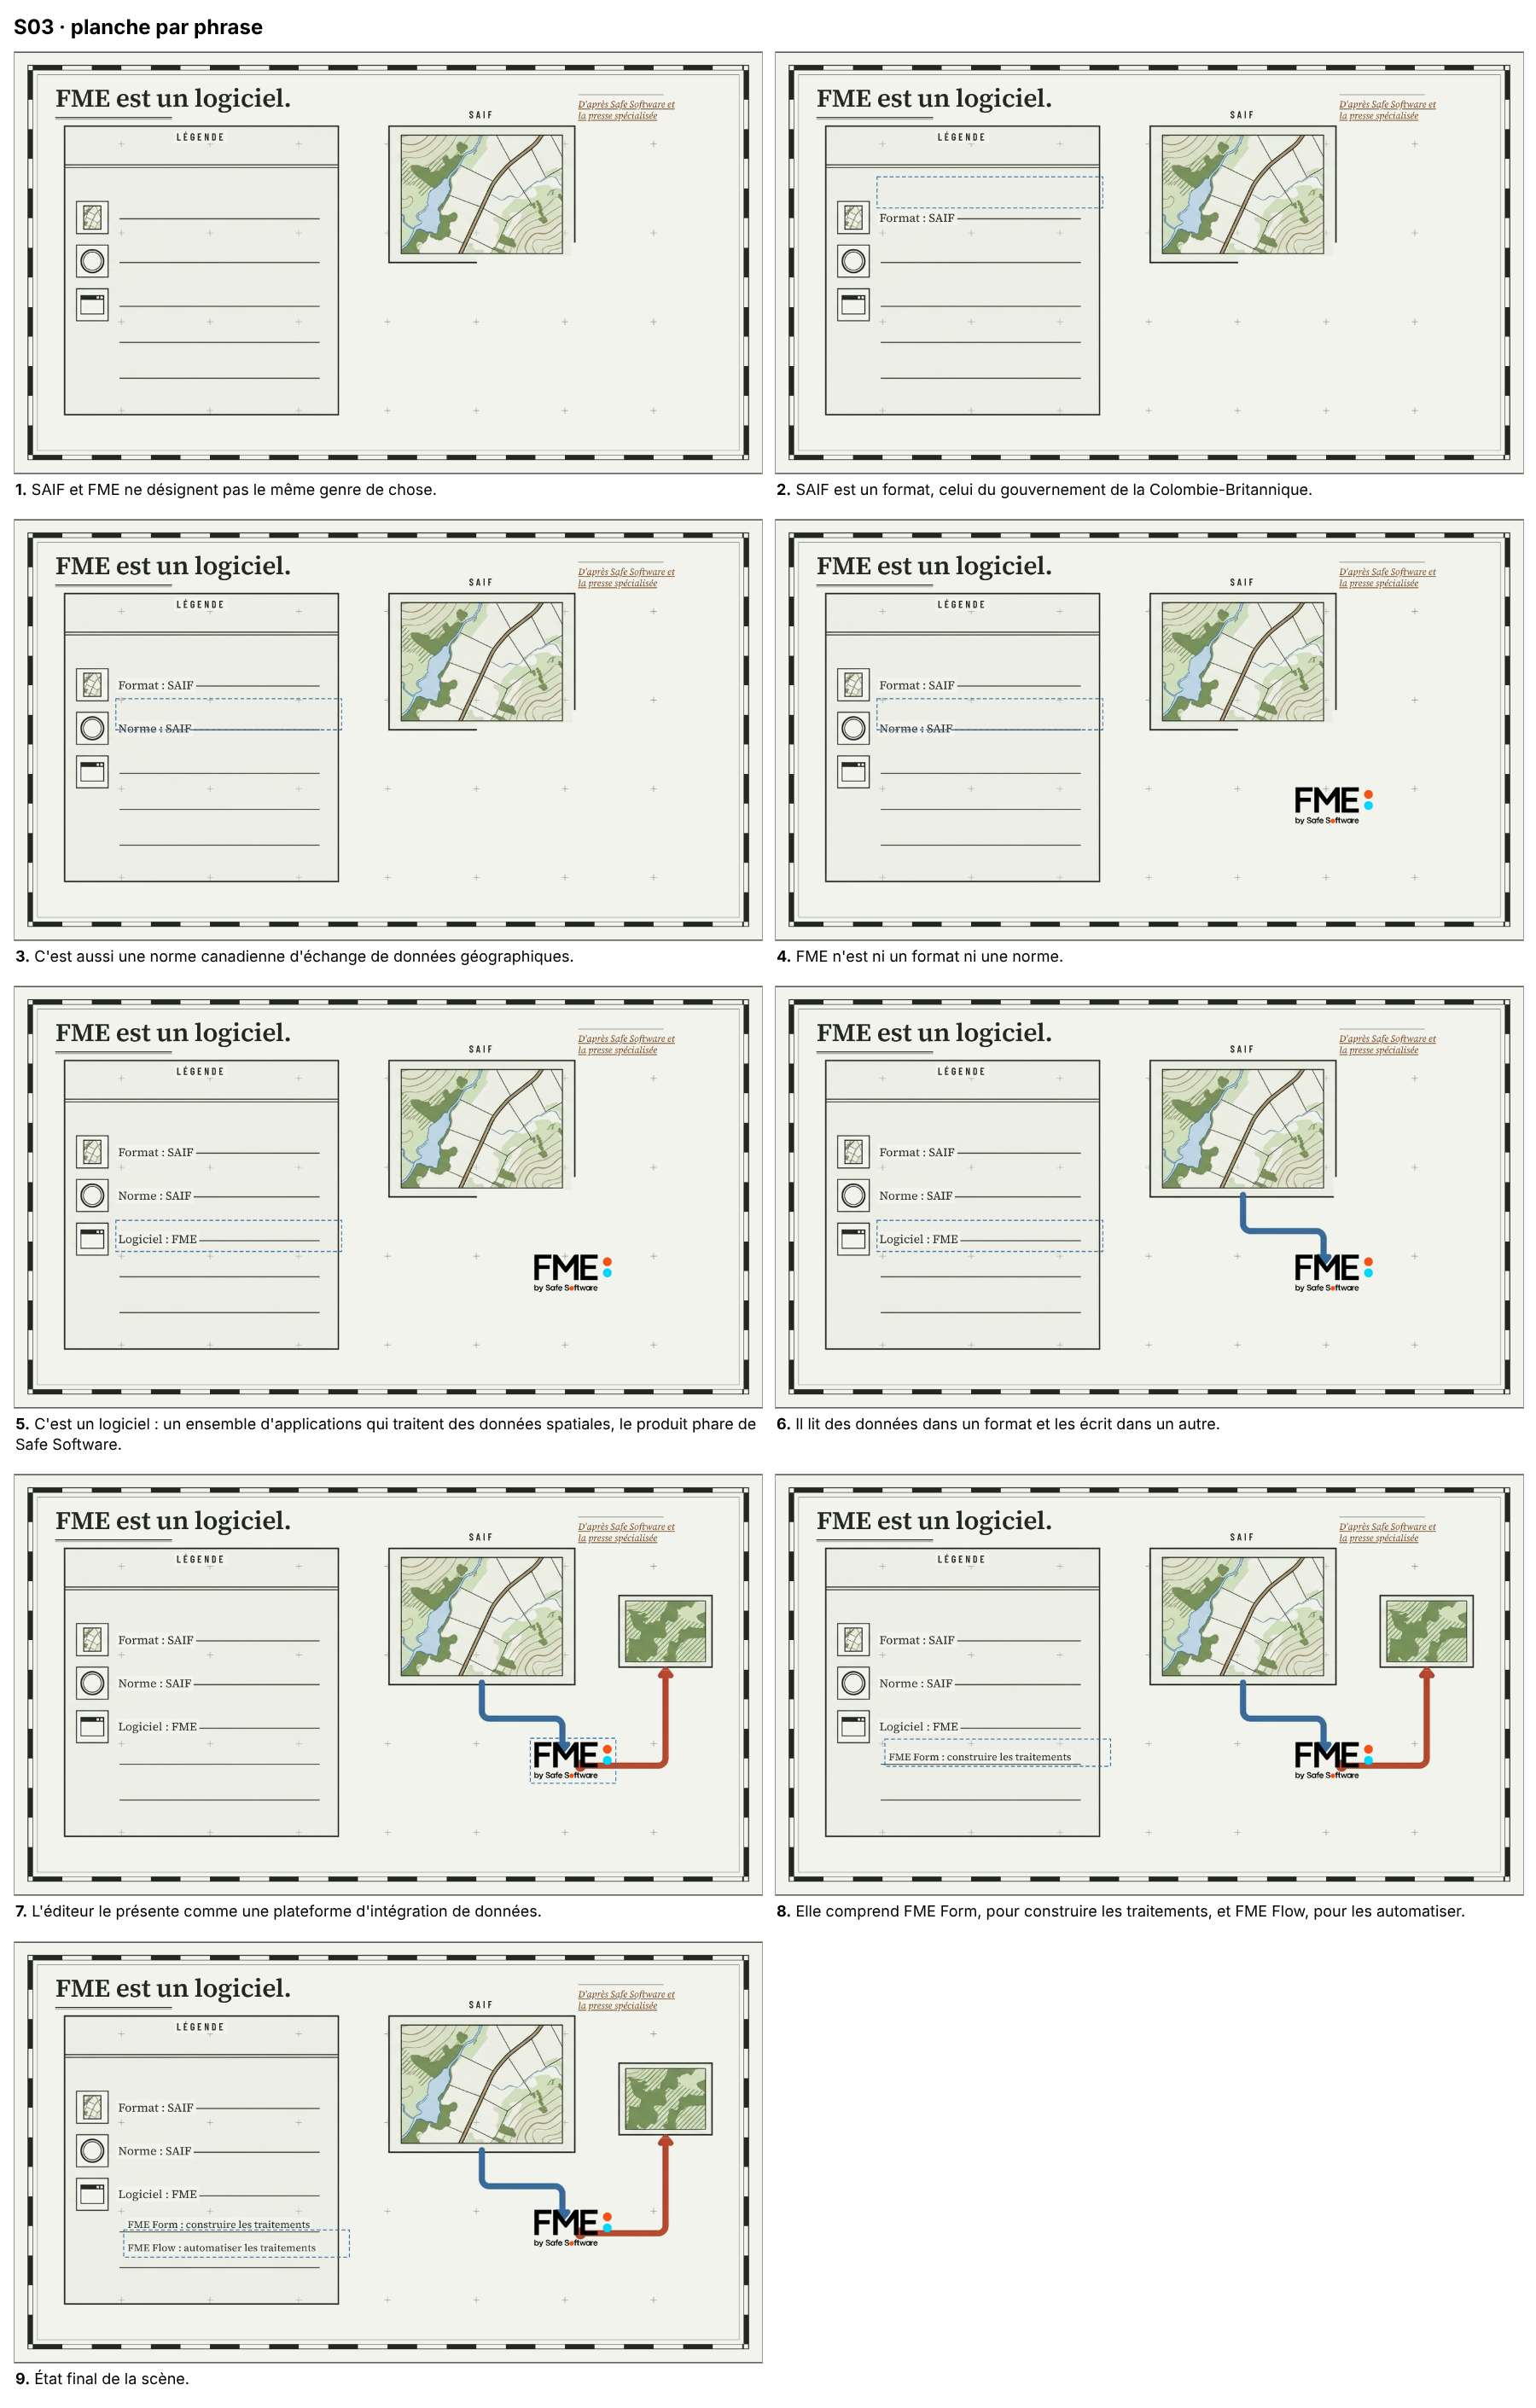 S03 · planche par phrase
FME est un logiciel.
D'après Safe Software et
la presse spécialisée
SAIF
LÉGENDE
1. SAIF et FME ne désignent pas le même genre de chose.
FME est un logiciel.
D'après Safe Software et
la presse spécialisée
SAIF
LÉGENDE
Format : SAIF
2. SAIF est un format, celui du gouvernement de la Colombie-Britannique.
FME est un logiciel.
D'après Safe Software et
la presse spécialisée
SAIF
LÉGENDE
Format : SAIF
Norme : SAIF
3. C'est aussi une norme canadienne d'échange de données géographiques.
FME est un logiciel.
D'après Safe Software et
la presse spécialisée
SAIF
LÉGENDE
Format : SAIF
Norme : SAIF
FME:
by Safe Software
4. FME n'est ni un format ni une norme.
FME est un logiciel.
D'après Safe Software et
la presse spécialisée
SAIF
LÉGENDE
Format : SAIF
Norme : SAIF
Logiciel : FME
FME:
by Safe Software
5. C'est un logiciel : un ensemble d'applications qui traitent des données spatiales, le produit phare de
Safe Software.
FME est un logiciel.
D'après Safe Software et
la presse spécialisée
SAIF
LÉGENDE
Format : SAIF
Norme : SAIF
Logiciel : FME
FME:
by Safe Software
6. Il lit des données dans un format et les écrit dans un autre.
FME est un logiciel.
D'après Safe Software et
la presse spécialisée
SAIF
LÉGENDE
Format : SAIF
Norme : SAIF
Logiciel : FME
FME:
by Safe Software
7. L'éditeur le présente comme une plateforme d'intégration de données.
FME est un logiciel.
D'après Safe Software et
la presse spécialisée
SAIF
LÉGENDE
Format : SAIF
Norme : SAIF
Logiciel : FME
FME Form : construire les traitements
FME:
by Safe Software
8. Elle comprend FME Form, pour construire les traitements, et FME Flow, pour les automatiser.
FME est un logiciel.
D'après Safe Software et
la presse spécialisée
SAIF
LÉGENDE
Format : SAIF
Norme : SAIF
Logiciel : FME
FME Form : construire les traitements
FME Flow : automatiser les traitements
FME:
by Safe Software
9. État final de la scène.